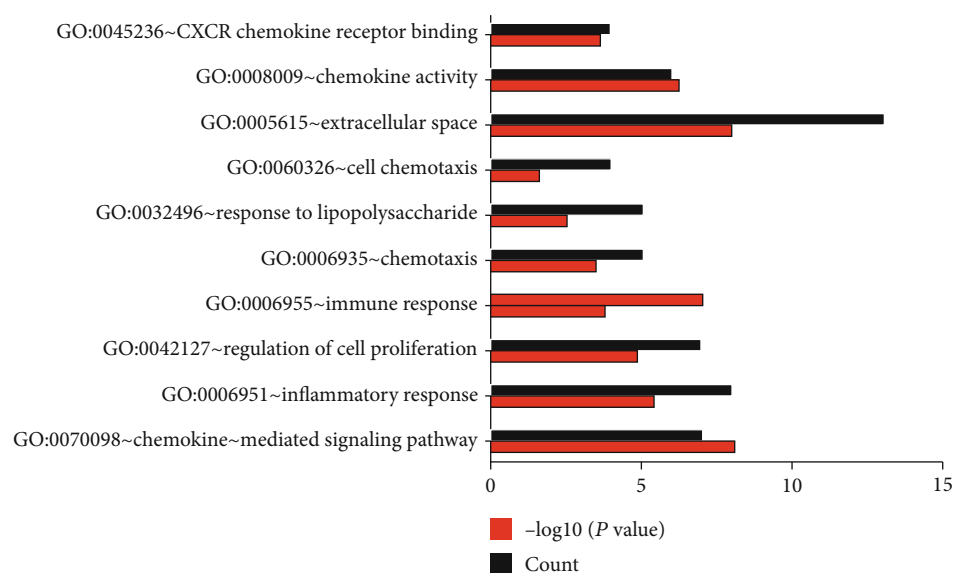 GO:0045236~CXCR chemokine receptor binding
GO:0008009~chemokine activity
GO:0005615~extracellular space
GO:0060326~cell chemotaxis
GO:0032496~response to lipopolysaccharide
GO:0006935~chemotaxis
GO:0006955~immune response
GO:0042127~regulation of cell proliferation
GO:0006951~inflammatory response
GO:0070098~chemokine~mediated signaling pathway
0 5 10 15
–log10 (P value)
Count